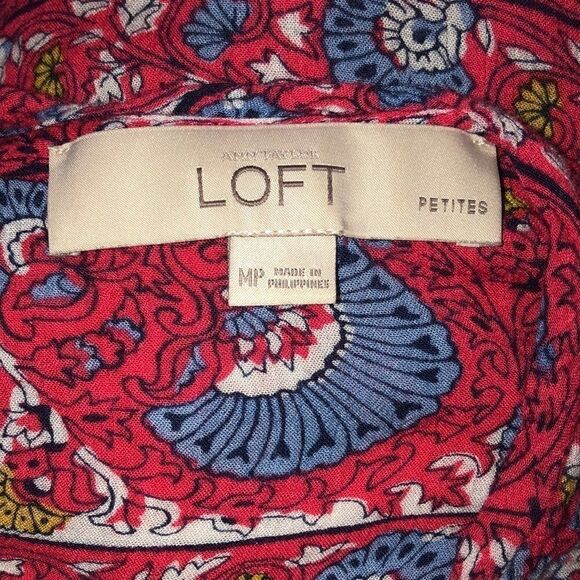 ANN TAYLOR
LOFT
PETITES
MP MADE IN
PHILIPPINES